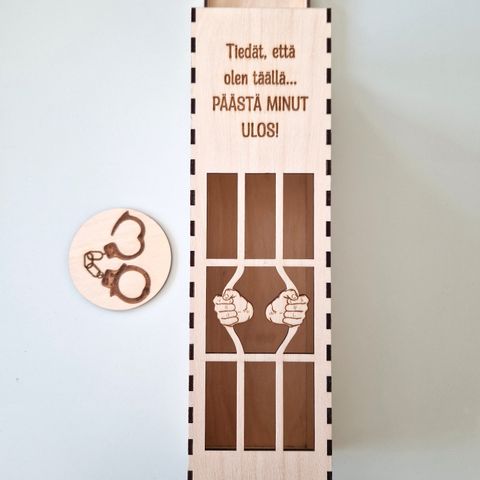 Tiedät, että
olen täällä...
PÄÄSTÄ MINUT
ULOS!